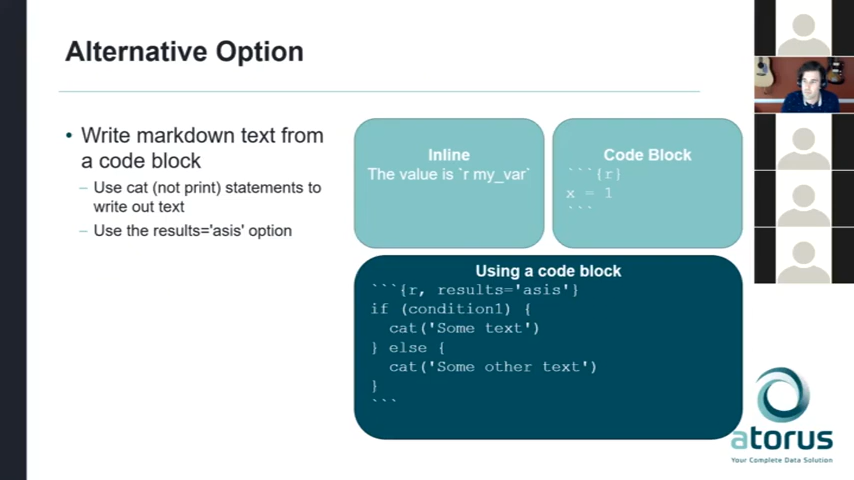 Alternative Option
• Write markdown text from
a code block
– Use cat (not print) statements to
write out text
– Use the results='asis' option
Inline
The value is `r my_var`
Code Block
```{r}
x = 1
```
Using a code block
```{r, results='asis'}
if (condition1) {
  cat('Some text')
} else {
  cat('Some other text')
}
```
atorus
Your Complete Data Solution